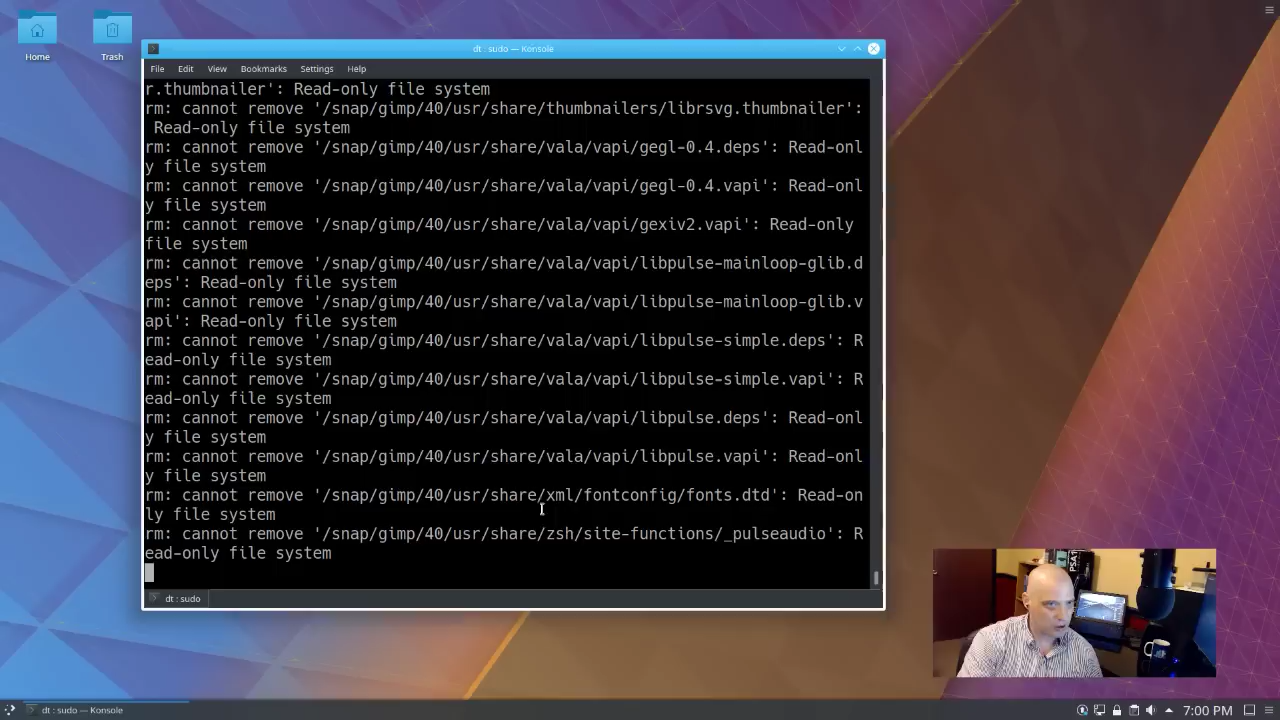 Home
Trash
dt : sudo — Konsole
File Edit View Bookmarks Settings Help
r.thumbnailer': Read-only file system
rm: cannot remove '/snap/gimp/40/usr/share/thumbnailers/librsvg.thumbnailer':
 Read-only file system
rm: cannot remove '/snap/gimp/40/usr/share/vala/vapi/gegl-0.4.deps': Read-onl
y file system
rm: cannot remove '/snap/gimp/40/usr/share/vala/vapi/gegl-0.4.vapi': Read-onl
y file system
rm: cannot remove '/snap/gimp/40/usr/share/vala/vapi/gexiv2.vapi': Read-only
file system
rm: cannot remove '/snap/gimp/40/usr/share/vala/vapi/libpulse-mainloop-glib.d
eps': Read-only file system
rm: cannot remove '/snap/gimp/40/usr/share/vala/vapi/libpulse-mainloop-glib.v
api': Read-only file system
rm: cannot remove '/snap/gimp/40/usr/share/vala/vapi/libpulse-simple.deps': R
ead-only file system
rm: cannot remove '/snap/gimp/40/usr/share/vala/vapi/libpulse-simple.vapi': R
ead-only file system
rm: cannot remove '/snap/gimp/40/usr/share/vala/vapi/libpulse.deps': Read-onl
y file system
rm: cannot remove '/snap/gimp/40/usr/share/vala/vapi/libpulse.vapi': Read-onl
y file system
rm: cannot remove '/snap/gimp/40/usr/share/xml/fontconfig/fonts.dtd': Read-on
ly file system
rm: cannot remove '/snap/gimp/40/usr/share/zsh/site-functions/_pulseaudio': R
ead-only file system
dt : sudo
dt : sudo — Konsole
7:00 PM